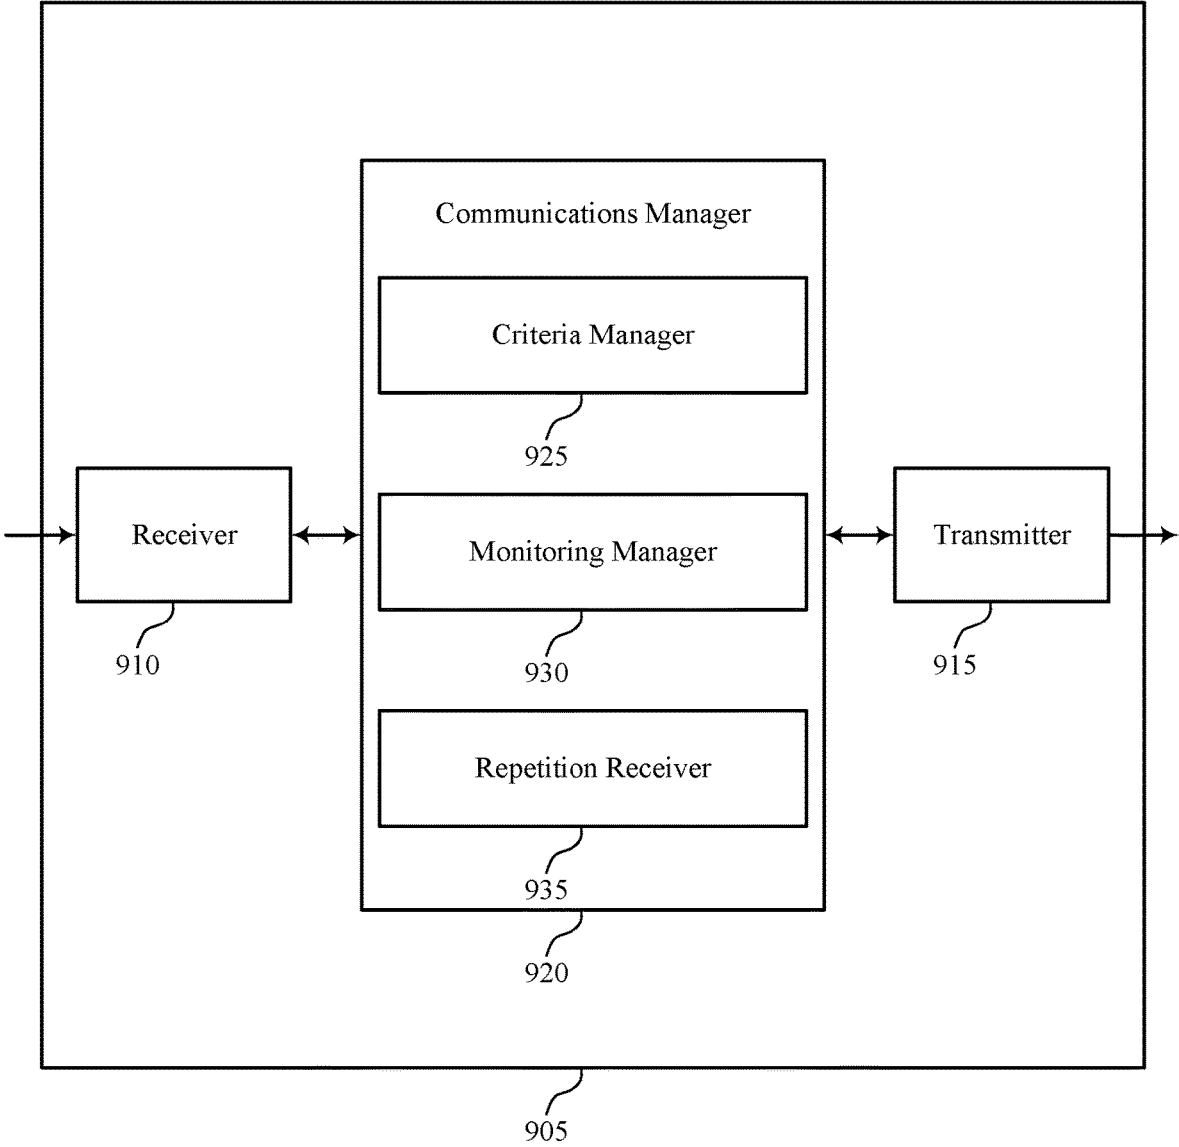 Communications Manager
Criteria Manager
925
Receiver
Monitoring Manager
Transmitter
910
930
915
Repetition Receiver
935
920
905